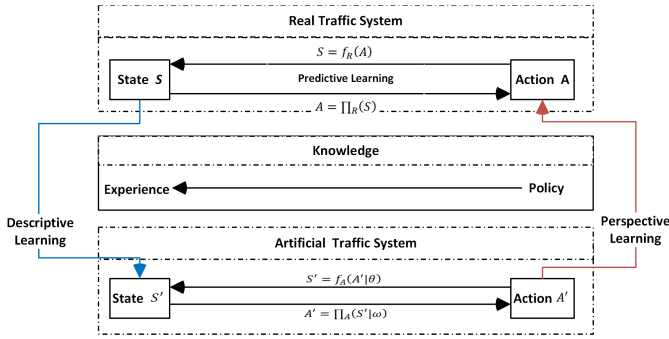 Real Traffic System
S = f_R(A)
State S
Predictive Learning
Action A
A = ∏_R(S)
Knowledge
Experience
Policy
Descriptive
Learning
Perspective
Learning
Artificial Traffic System
S′ = f_A(A′|θ)
State S′
Action A′
A′ = ∏_A(S′|ω)